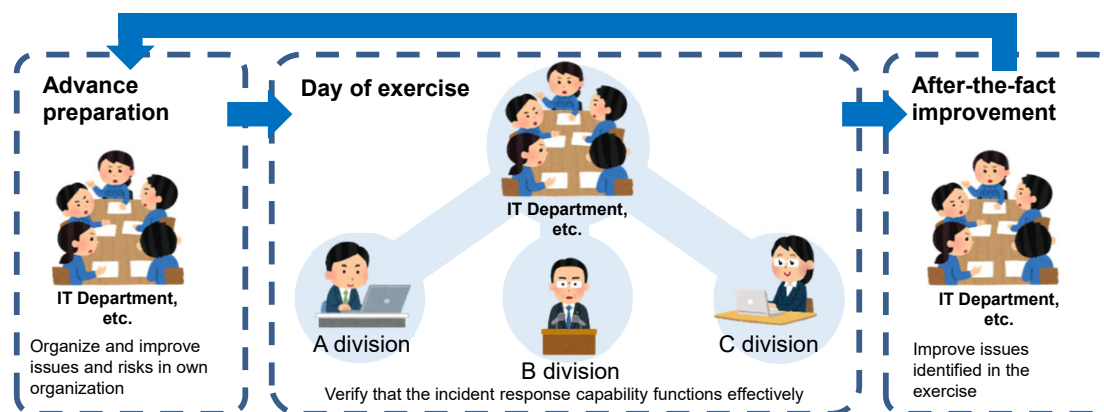 Advance
preparation
IT Department,
etc.
Organize and improve
issues and risks in own
organization
Day of exercise
IT Department,
etc.
A division
B division
C division
Verify that the incident response capability functions effectively
After-the-fact
improvement
IT Department,
etc.
Improve issues
identified in the
exercise